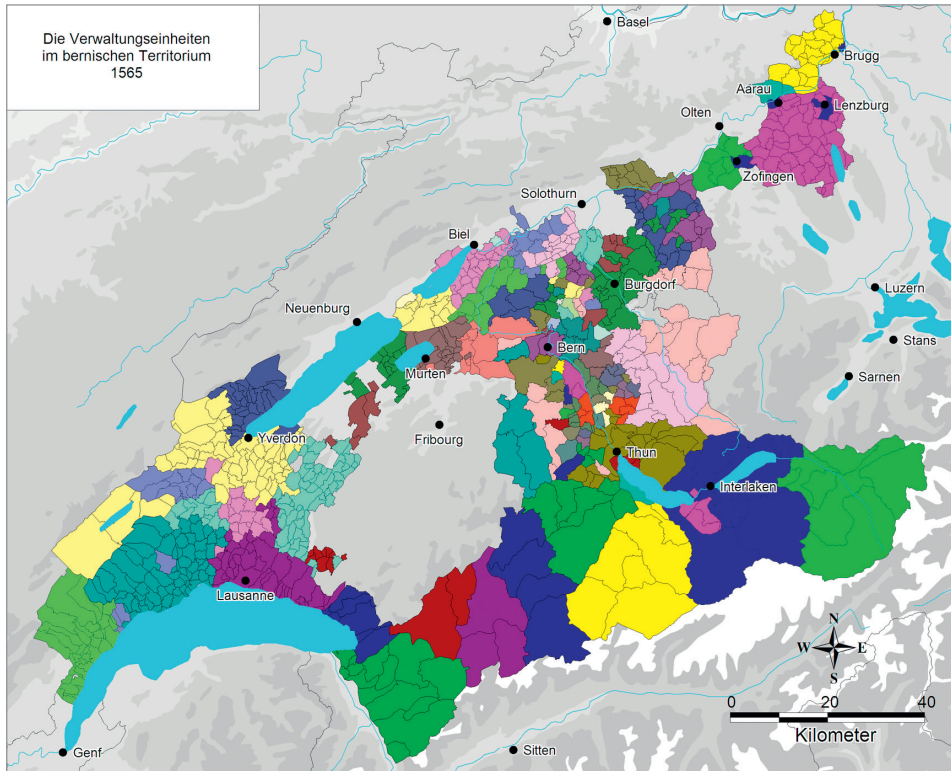 Die Verwaltungseinheiten
im bernischen Territorium
1565
Basel
Brugg
Aarau
Lenzburg
Olten
Zofingen
Solothurn
Biel
Burgdorf
Luzern
Neuenburg
Stans
Bern
Murten
Sarnen
Fribourg
Yverdon
Thun
Interlaken
Lausanne
N
W E
S
0 20 40
Kilometer
Genf
Sitten